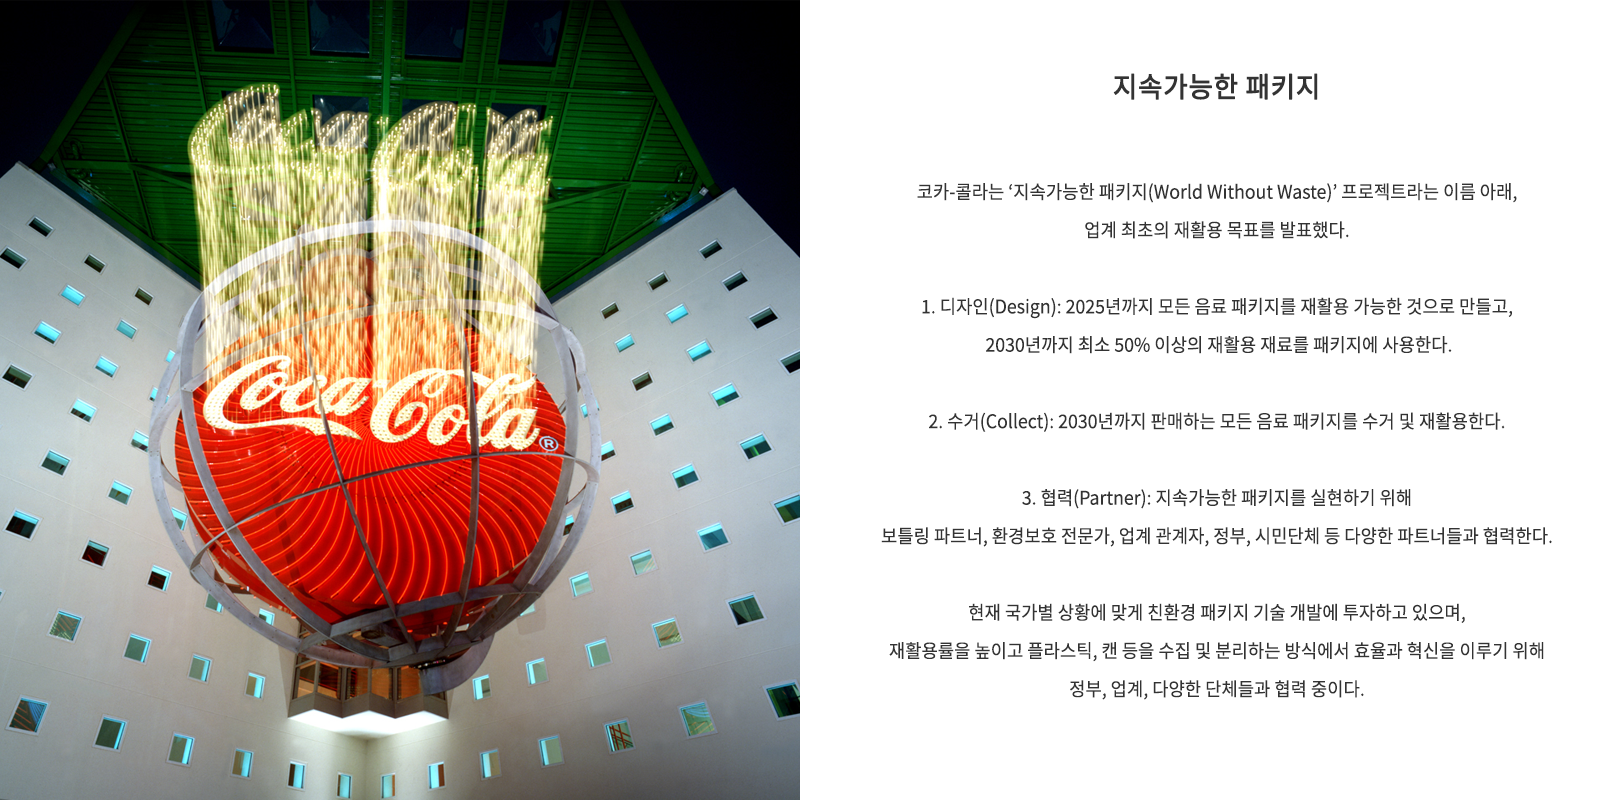 Coca-Cola®
지속가능한 패키지
코카-콜라는 ‘지속가능한 패키지(World Without Waste)’ 프로젝트라는 이름 아래,
업계 최초의 재활용 목표를 발표했다.
1. 디자인(Design): 2025년까지 모든 음료 패키지를 재활용 가능한 것으로 만들고,
2030년까지 최소 50% 이상의 재활용 재료를 패키지에 사용한다.
2. 수거(Collect): 2030년까지 판매하는 모든 음료 패키지를 수거 및 재활용한다.
3. 협력(Partner): 지속가능한 패키지를 실현하기 위해
보틀링 파트너, 환경보호 전문가, 업계 관계자, 정부, 시민단체 등 다양한 파트너들과 협력한다.
현재 국가별 상황에 맞게 친환경 패키지 기술 개발에 투자하고 있으며,
재활용률을 높이고 플라스틱, 캔 등을 수집 및 분리하는 방식에서 효율과 혁신을 이루기 위해
정부, 업계, 다양한 단체들과 협력 중이다.